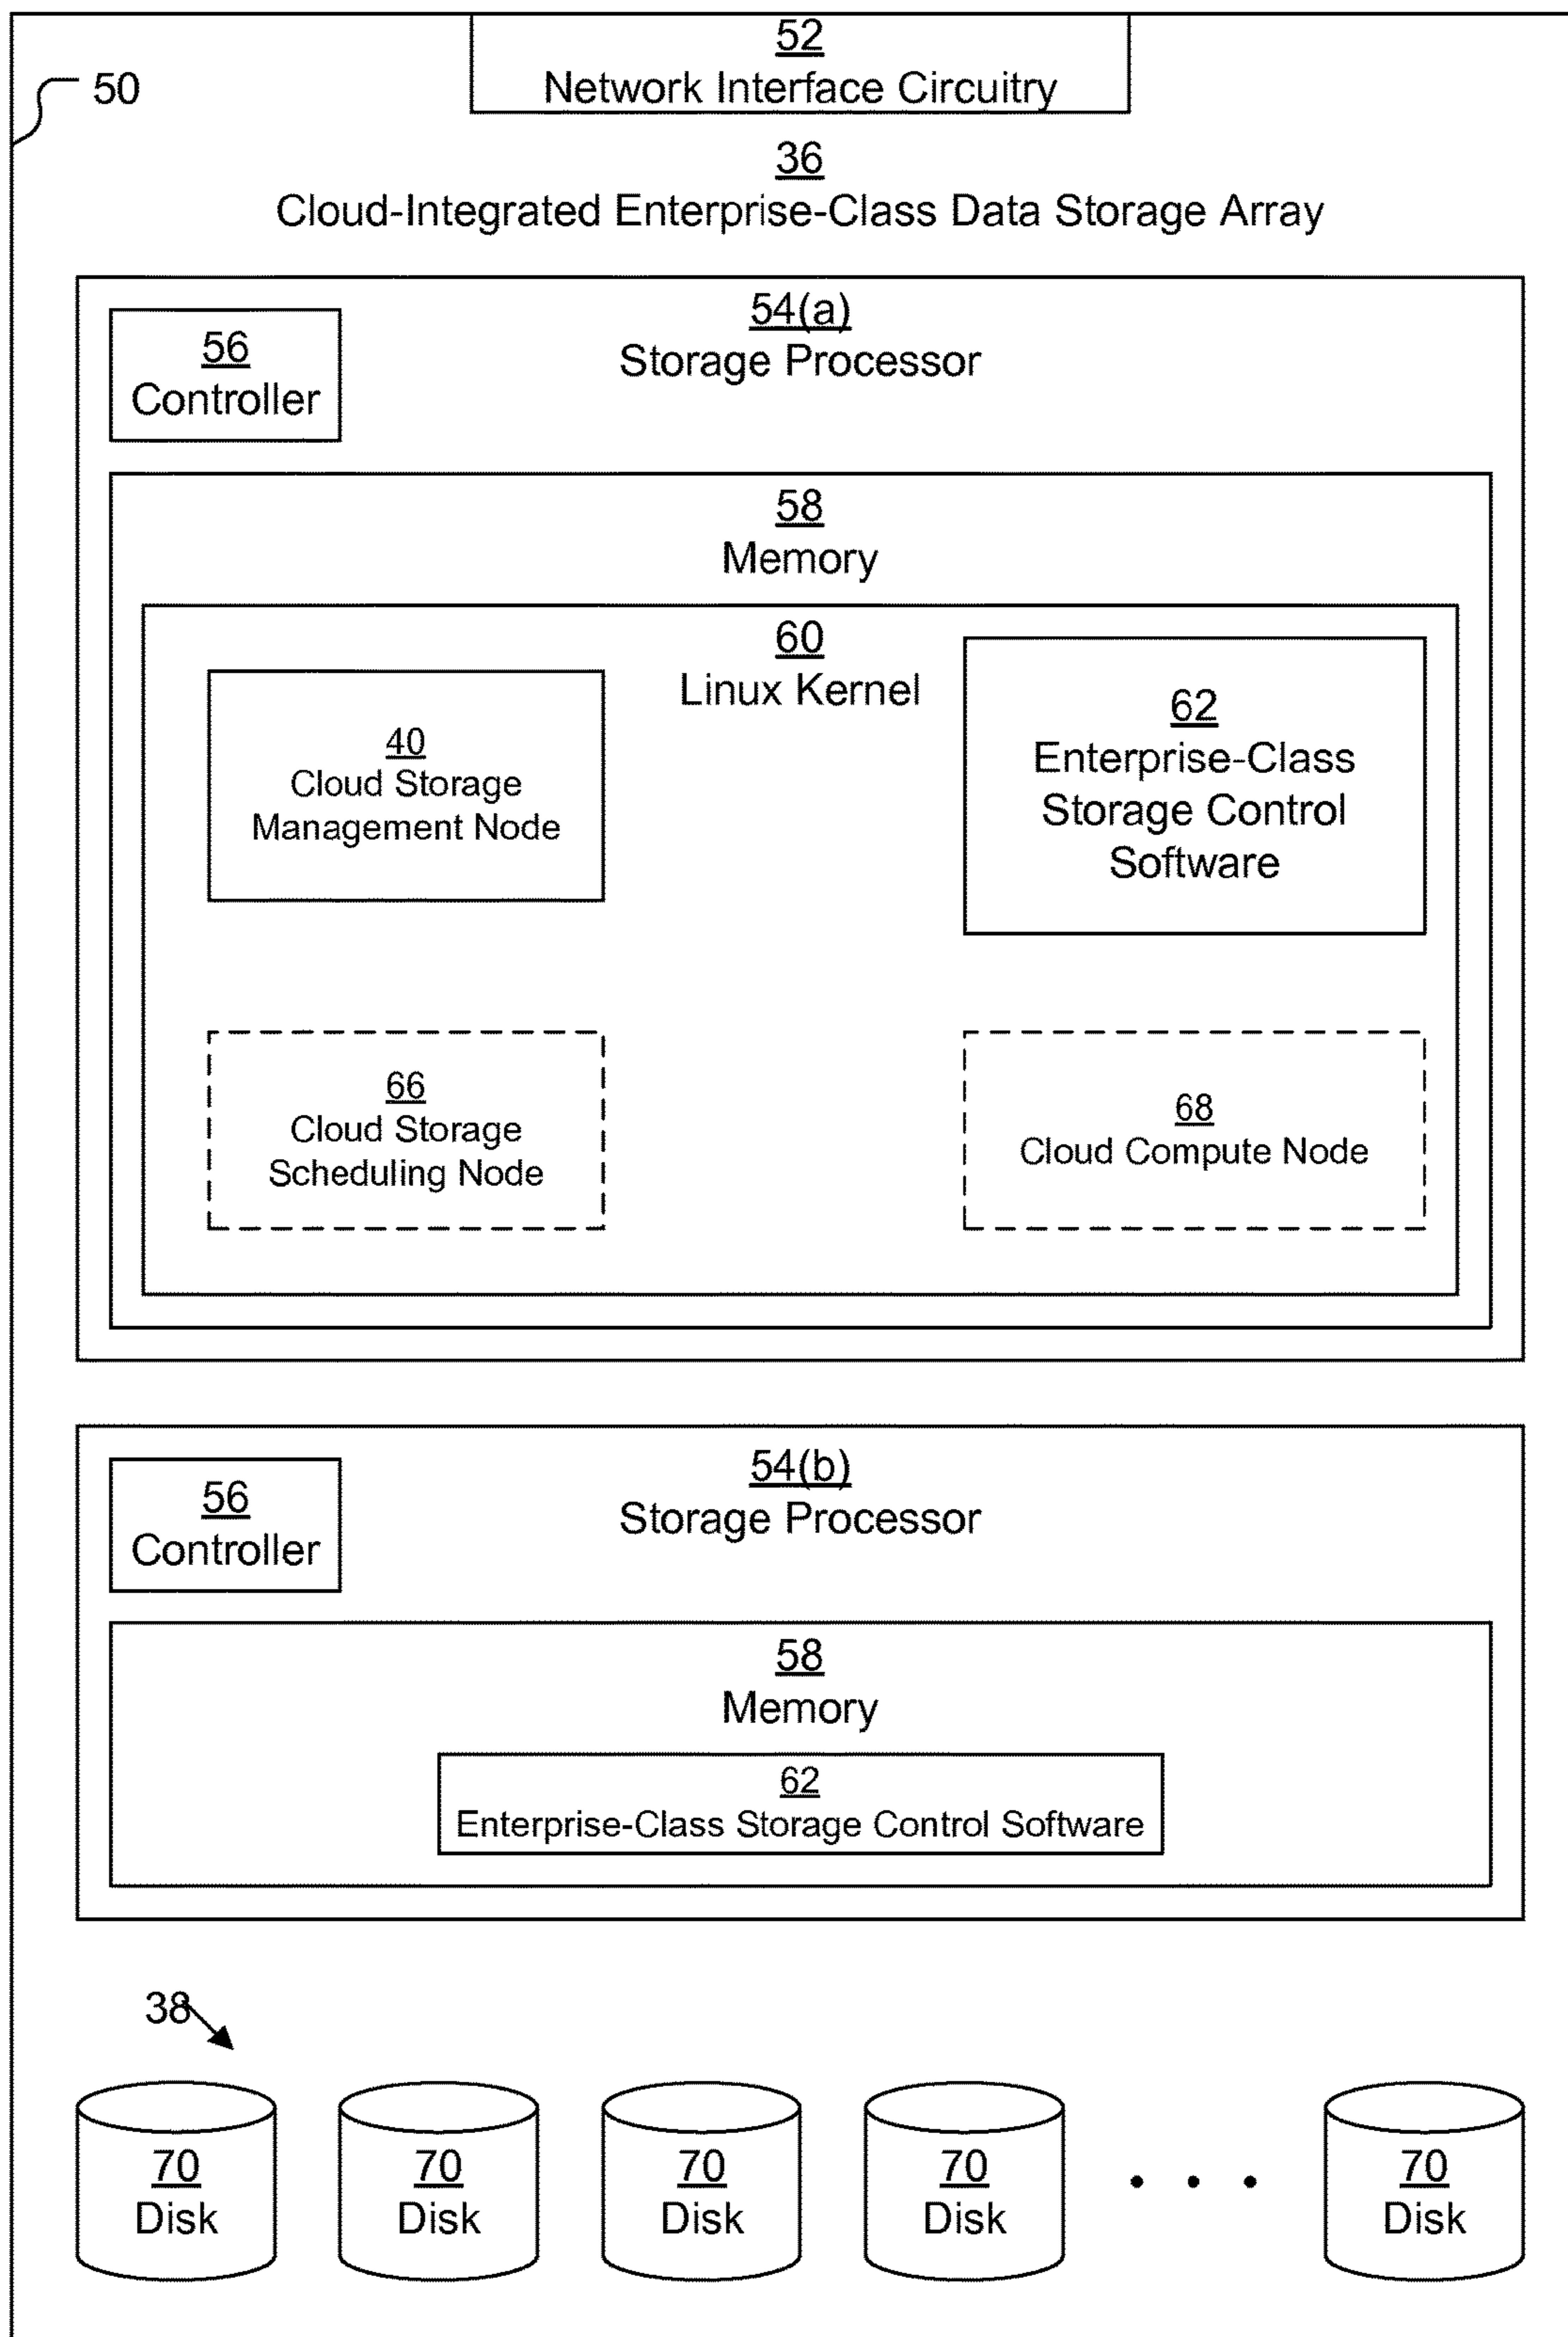 52
Network Interface Circuitry
50
36
Cloud-Integrated Enterprise-Class Data Storage Array
54(a)
Storage Processor
56
Controller
58
Memory
60
Linux Kernel
40
Cloud Storage
Management Node
62
Enterprise-Class
Storage Control
Software
66
Cloud Storage
Scheduling Node
68
Cloud Compute Node
54(b)
Storage Processor
56
Controller
58
Memory
62
Enterprise-Class Storage Control Software
38
70
Disk
70
Disk
70
Disk
70
Disk
. . .
70
Disk